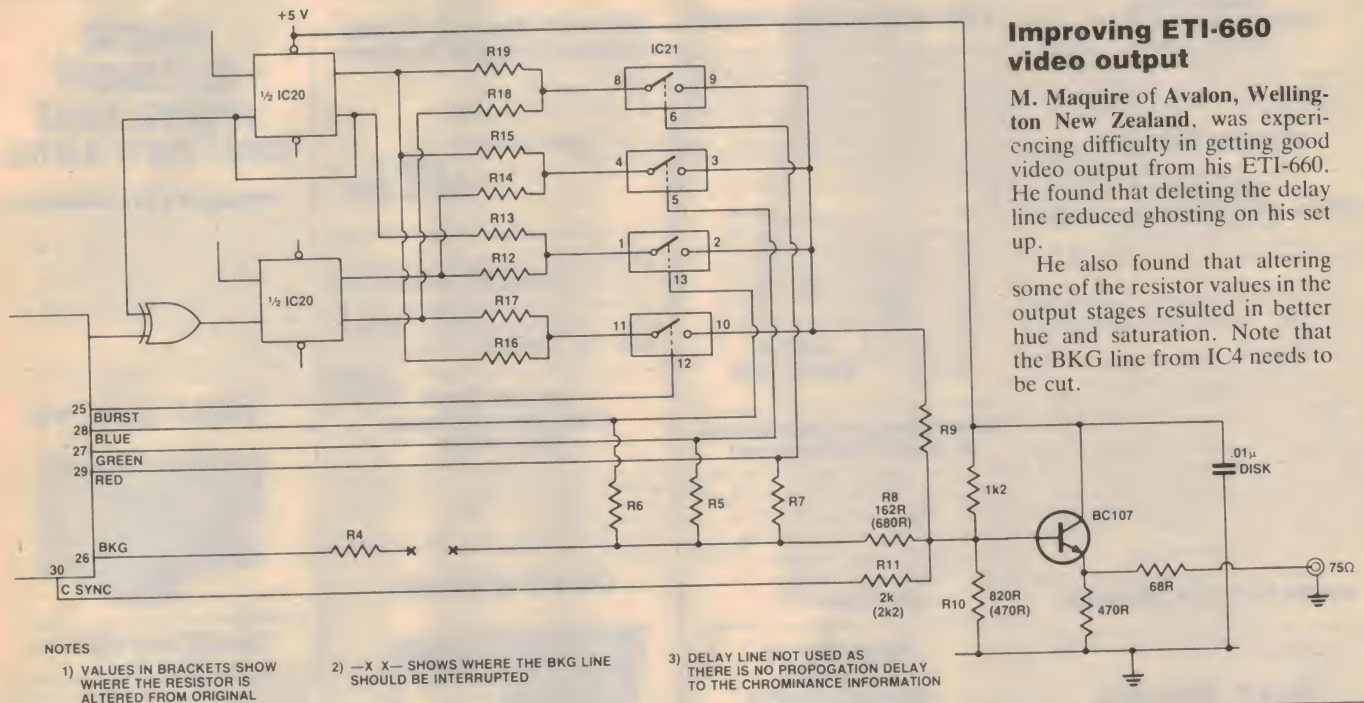 Improving ETI-660
video output
M. Maquire of Avalon, Welling-
ton New Zealand, was experi-
encing difficulty in getting good
video output from his ETI-660.
He found that deleting the delay
line reduced ghosting on his set
up.
He also found that altering
some of the resistor values in the
output stages resulted in better
hue and saturation. Note that
the BKG line from IC4 needs to
be cut.
+5 V
½ IC20
R19
R18
IC21
8
9
6
R15
R14
4
3
5
R13
R12
1
2
13
½ IC20
R17
R16
11
10
12
25
BURST
28
BLUE
27
GREEN
29
RED
R6
R5
R7
R9
1k2
.01µ
DISK
BC107
R8
162R
(680R)
R4
26
BKG
30
C SYNC
R11
2k
(2k2)
R10
820R
(470R)
470R
68R
75Ω
NOTES
1) VALUES IN BRACKETS SHOW
WHERE THE RESISTOR IS
ALTERED FROM ORIGINAL
2) —X X— SHOWS WHERE THE BKG LINE
SHOULD BE INTERRUPTED
3) DELAY LINE NOT USED AS
THERE IS NO PROPOGATION DELAY
TO THE CHROMINANCE INFORMATION